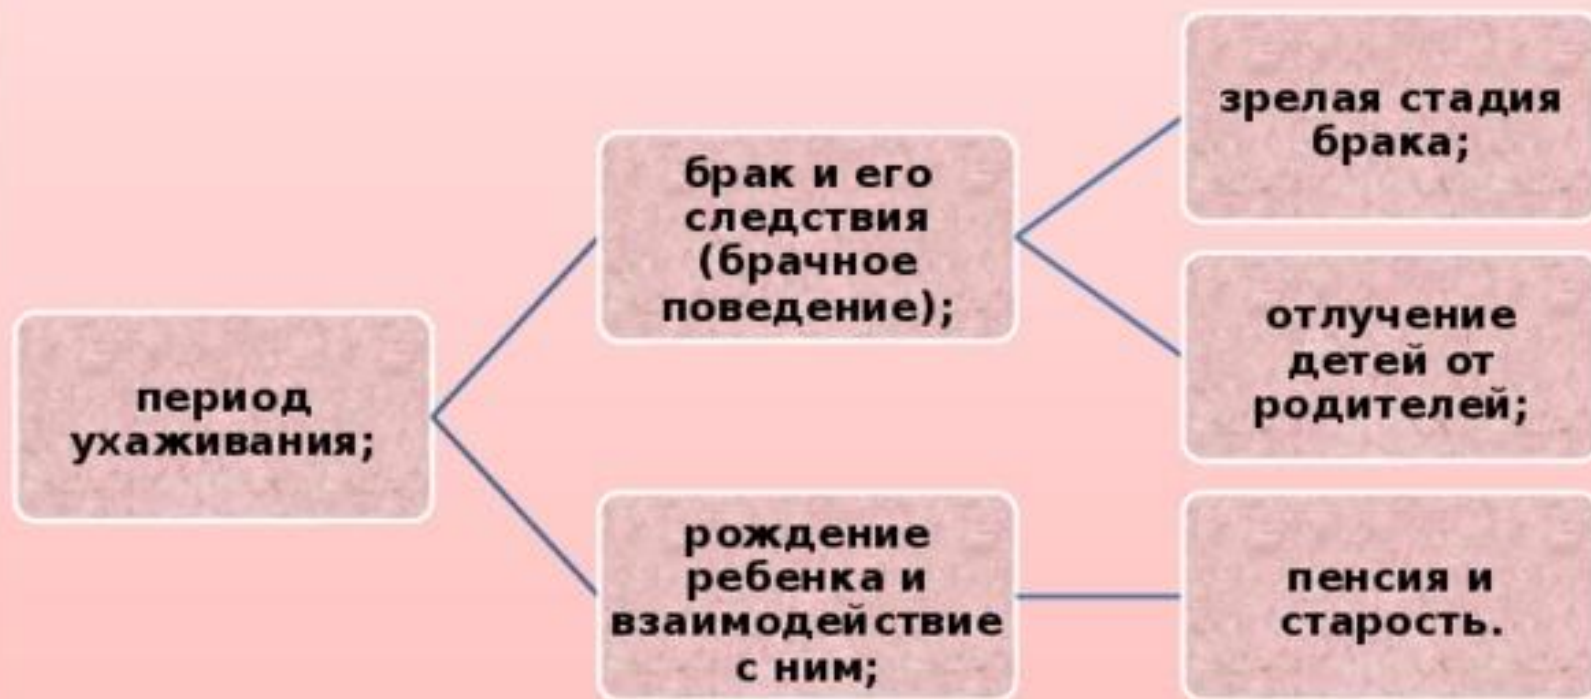 период
ухаживания;
брак и его
следствия
(брачное
поведение);
рождение
ребенка и
взаимодействие
с ним;
зрелая стадия
брака;
отлучение
детей от
родителей;
пенсия и
старость.